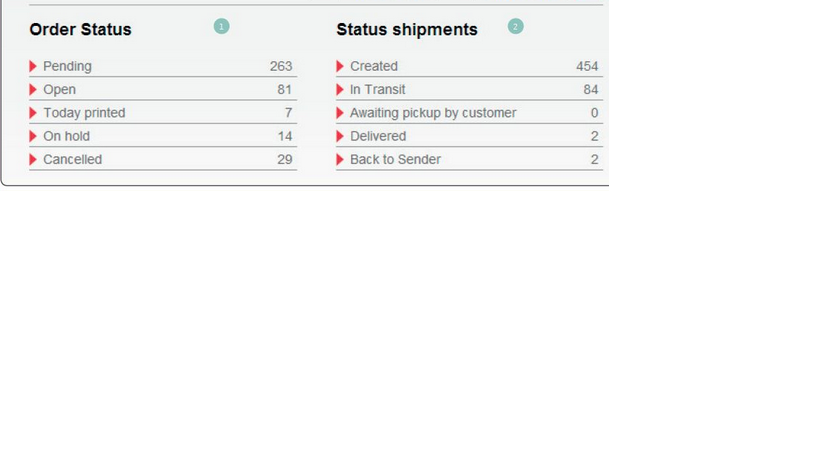 Order Status 1 Status shipments 2
Pending 263 Created 454
Open 81 In Transit 84
Today printed 7 Awaiting pickup by customer 0
On hold 14 Delivered 2
Cancelled 29 Back to Sender 2